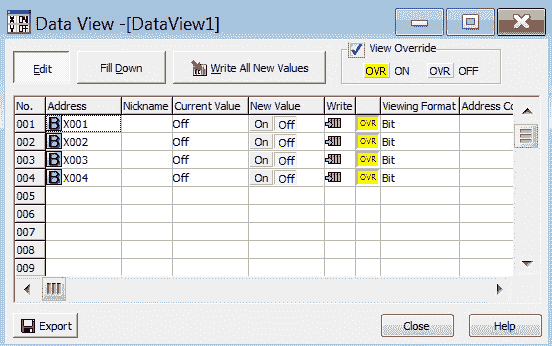 Data View -[DataView1]
Edit Fill Down Write All New Values View Override
OVR ON OVR OFF
No. Address Nickname Current Value New Value Write Viewing Format Address Co
001 B X001 Off On Off OVR Bit
002 B X002 Off On Off OVR Bit
003 B X003 Off On Off OVR Bit
004 B X004 Off On Off OVR Bit
005
006
007
008
009
Export Close Help